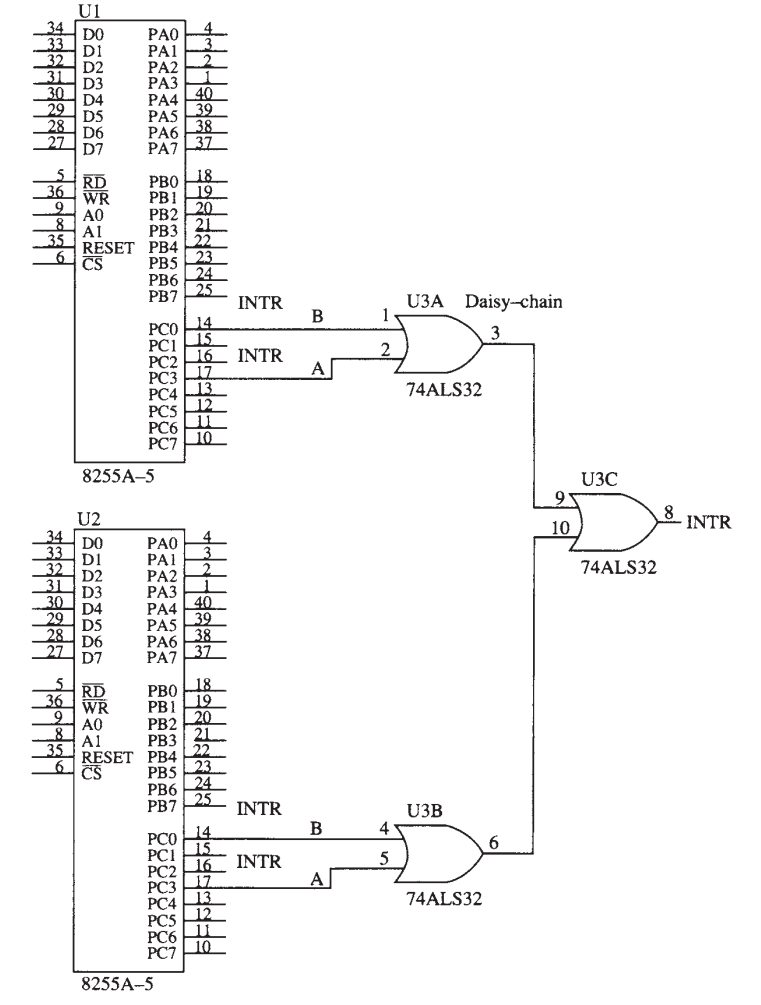 U1
34 D0 PA0 4
33 D1 PA1 3
32 D2 PA2 2
31 D3 PA3 1
30 D4 PA4 40
29 D5 PA5 39
28 D6 PA6 38
27 D7 PA7 37
5 RD PB0 18
36 WR PB1 19
9 A0 PB2 20
8 A1 PB3 21
35 RESET PB4 22
6 CS PB5 23
PB6 24
PB7 25
INTR
PC0 14 B 1
PC1 15
PC2 16
INTR
PC3 17 A 2
PC4 13
PC5 12
PC6 11
PC7 10
8255A–5
U3A Daisy–chain
3
74ALS32
U3C
9
10
8 INTR
74ALS32
U2
34 D0 PA0 4
33 D1 PA1 3
32 D2 PA2 2
31 D3 PA3 1
30 D4 PA4 40
29 D5 PA5 39
28 D6 PA6 38
27 D7 PA7 37
5 RD PB0 18
36 WR PB1 19
9 A0 PB2 20
8 A1 PB3 21
35 RESET PB4 22
6 CS PB5 23
PB6 24
PB7 25
INTR
PC0 14 B 4
PC1 15
PC2 16
INTR
PC3 17 A 5
PC4 13
PC5 12
PC6 11
PC7 10
8255A–5
U3B
6
74ALS32